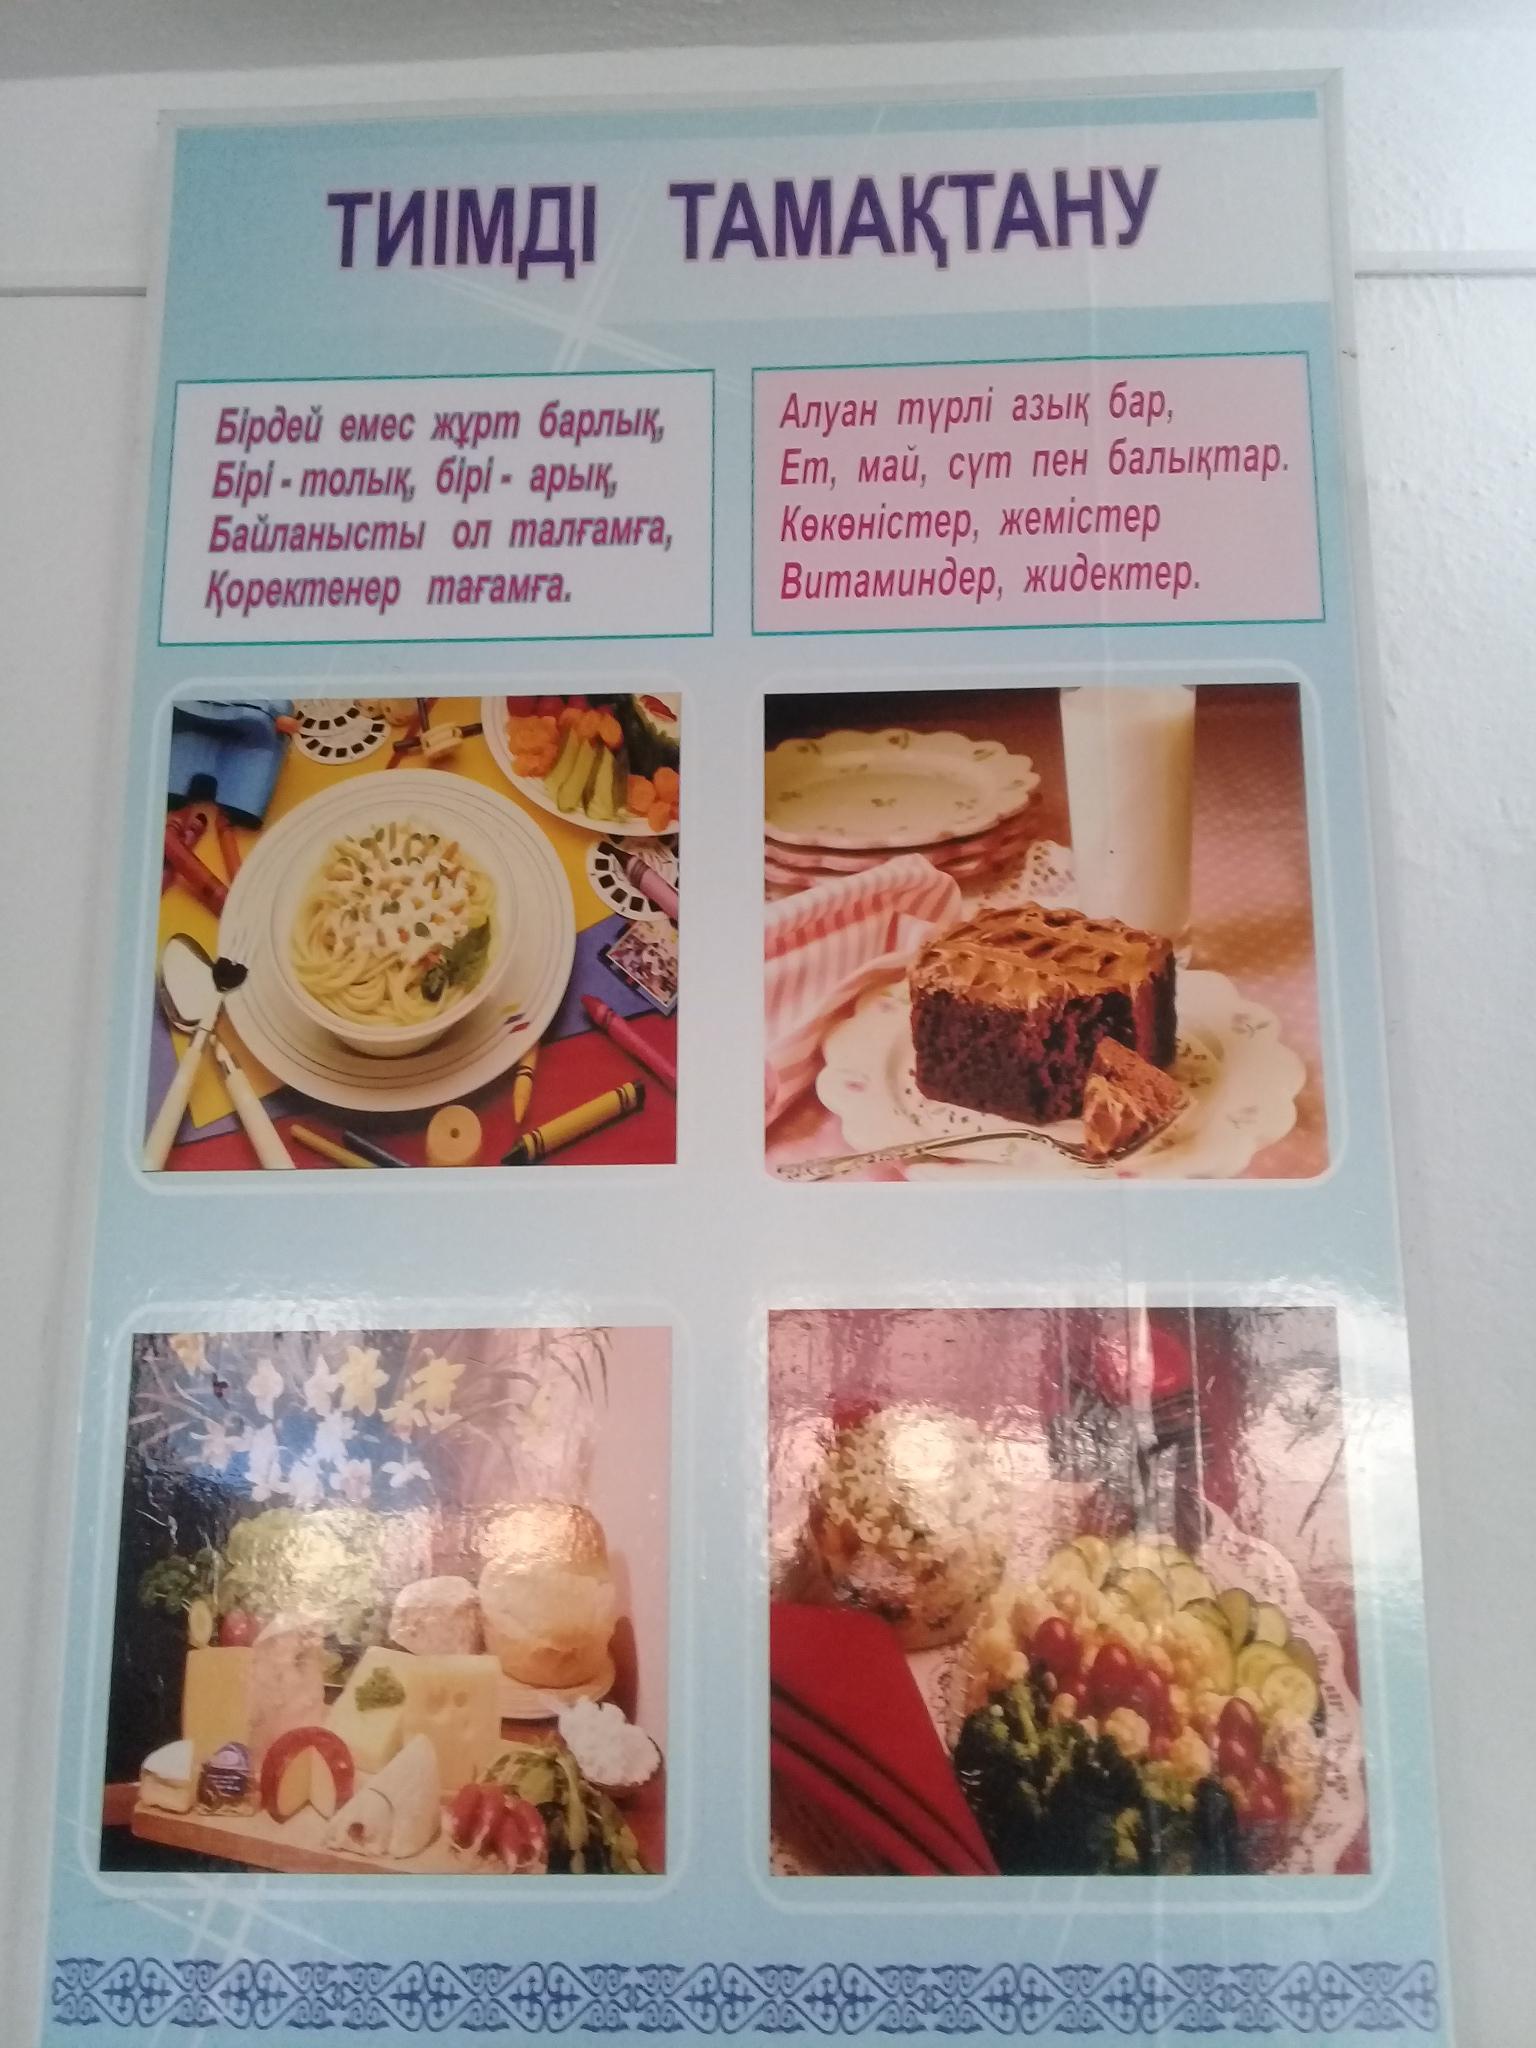 ТИІМДІ ТАМАҚТАНУ
Бірдей емес жұрт барлық,
Бірі - толық, бірі - арық,
Байланысты ол талғамға,
Қоректенер тағамға.
Алуан түрлі азық бар,
Ет, май, сүт пен балықтар.
Көкөністер, жемістер
Витаминдер, жидектер.